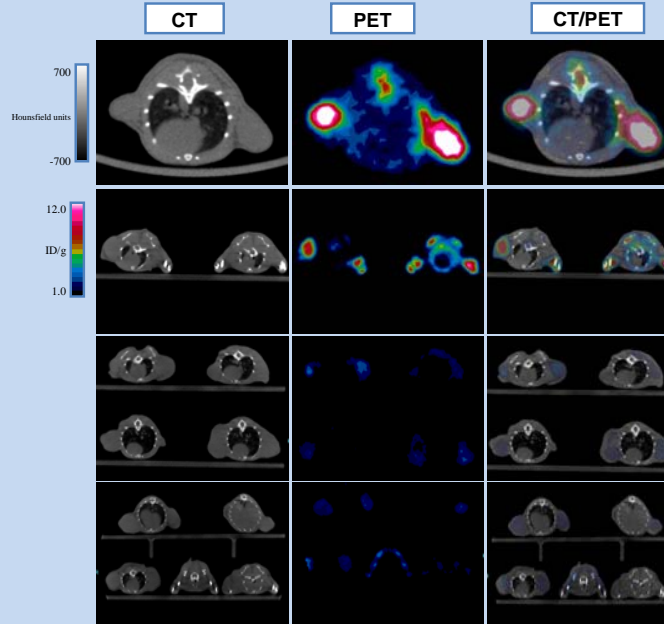 CT
PET
CT/PET
700
Hounsfield units
-700
12.0
ID/g
1.0